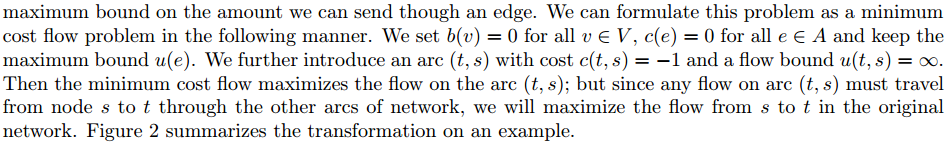 maximum bound on the amount we can send though an edge. We can formulate this problem as a minimum
cost flow problem in the following manner. We set b(v) = 0 for all v ∈ V, c(e) = 0 for all e ∈ A and keep the
maximum bound u(e). We further introduce an arc (t, s) with cost c(t, s) = −1 and a flow bound u(t, s) = ∞.
Then the minimum cost flow maximizes the flow on the arc (t, s); but since any flow on arc (t, s) must travel
from node s to t through the other arcs of network, we will maximize the flow from s to t in the original
network. Figure 2 summarizes the transformation on an example.